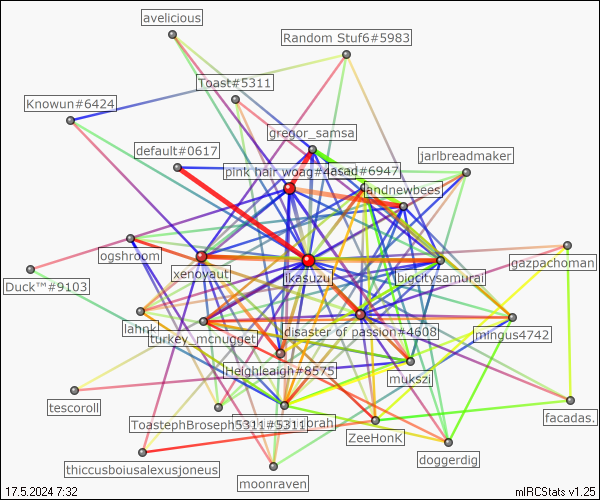 avelicious
Random Stuf6#5983
Toast#5311
Knowun#6424
gregor_samsa
default#0617
jarlbreadmaker
asad#6947
pink hair woag#4
andnewbees
ogshroom
gazpachoman
xenoyaut
ikasuzu
bigcitysamurai
Duck™#9103
lahnk
turkey_mcnugget
disaster of passion#4608
mingus4742
Heighleaigh#8575
mukszi
tescoroll
facadas.
ToastephBroseph5311#5311
ZeeHonK
doggerdig
thiccusboiusalexusjoneus
moonraven
17.5.2024 7:32
mIRCStats v1.25